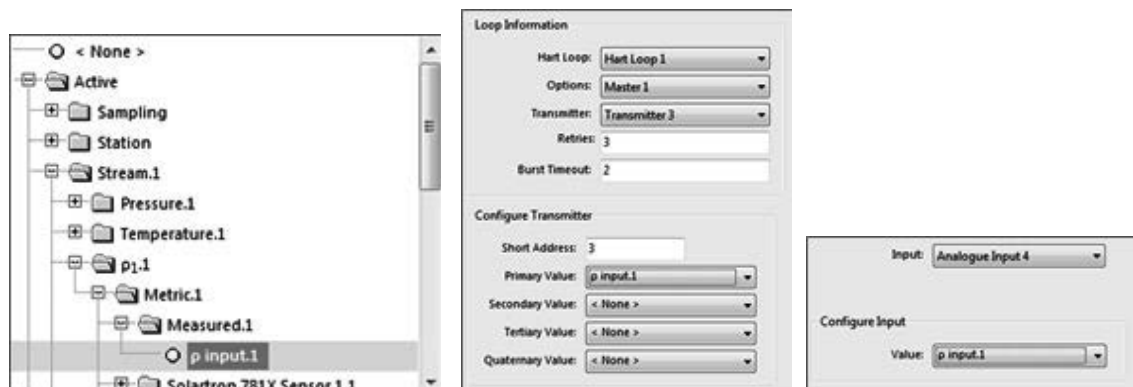 < None >
Active
Sampling
Station
Stream.1
Pressure.1
Temperature.1
ρ1.1
Metric.1
Measured.1
ρ input.1
Solartron 781X Sensor.1.1
Loop Information
Hart Loop: Hart Loop 1
Options: Master 1
Transmitter: Transmitter 3
Retries: 3
Burst Timeout: 2
Configure Transmitter
Short Address: 3
Primary Value: ρ input.1
Secondary Value: < None >
Tertiary Value: < None >
Quaternary Value: < None >
Input: Analogue Input 4
Configure Input
Value: ρ input.1